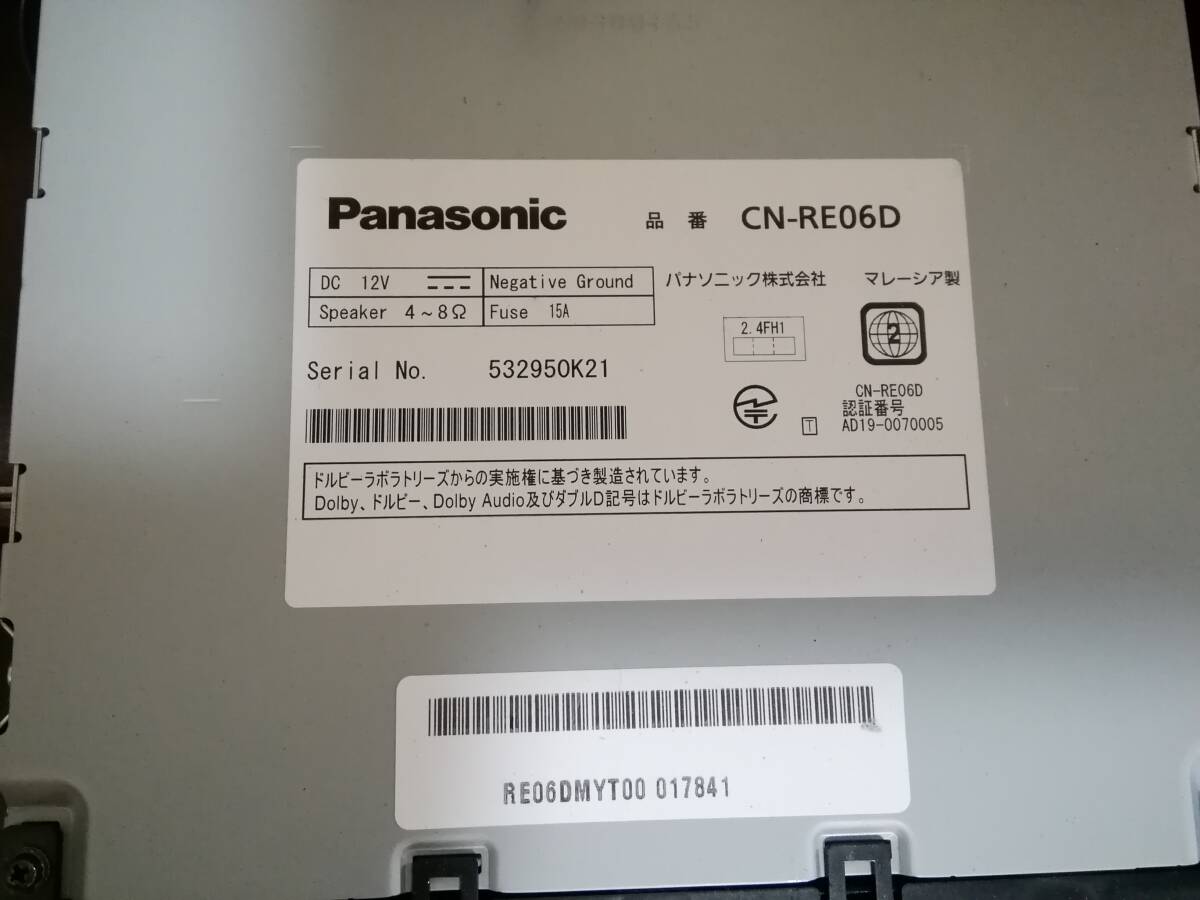 Panasonic 品番 CN-RE06D
DC 12V Negative Ground
Speaker 4~8Ω Fuse 15A
パナソニック株式会社 マレーシア製
2.4FH1
2
Serial No. 532950K21
CN-RE06D
認証番号
T AD19-0070005
ドルビーラボラトリーズからの実施権に基づき製造されています。
Dolby、ドルビー、Dolby Audio及びダブルD記号はドルビーラボラトリーズの商標です。
RE06DMYT00 017841